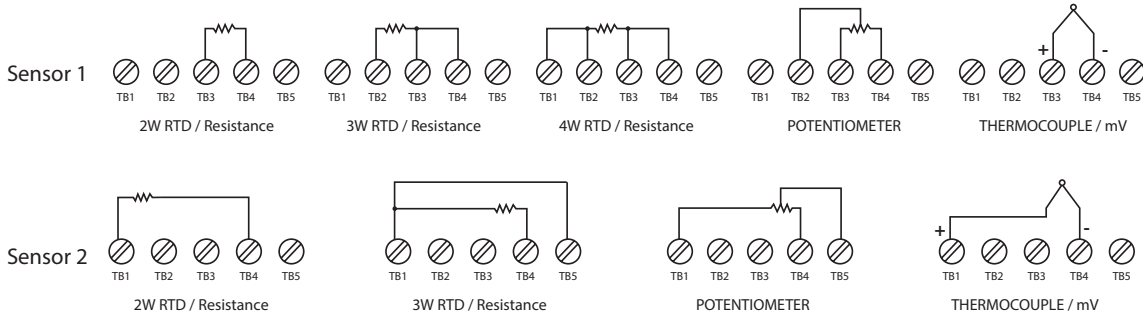 + -
Sensor 1
TB1 TB2 TB3 TB4 TB5 TB1 TB2 TB3 TB4 TB5 TB1 TB2 TB3 TB4 TB5 TB1 TB2 TB3 TB4 TB5 TB1 TB2 TB3 TB4 TB5
2W RTD / Resistance 3W RTD / Resistance 4W RTD / Resistance POTENTIOMETER THERMOCOUPLE / mV
+ -
Sensor 2
TB1 TB2 TB3 TB4 TB5 TB1 TB2 TB3 TB4 TB5 TB1 TB2 TB3 TB4 TB5 TB1 TB2 TB3 TB4 TB5
2W RTD / Resistance 3W RTD / Resistance POTENTIOMETER THERMOCOUPLE / mV